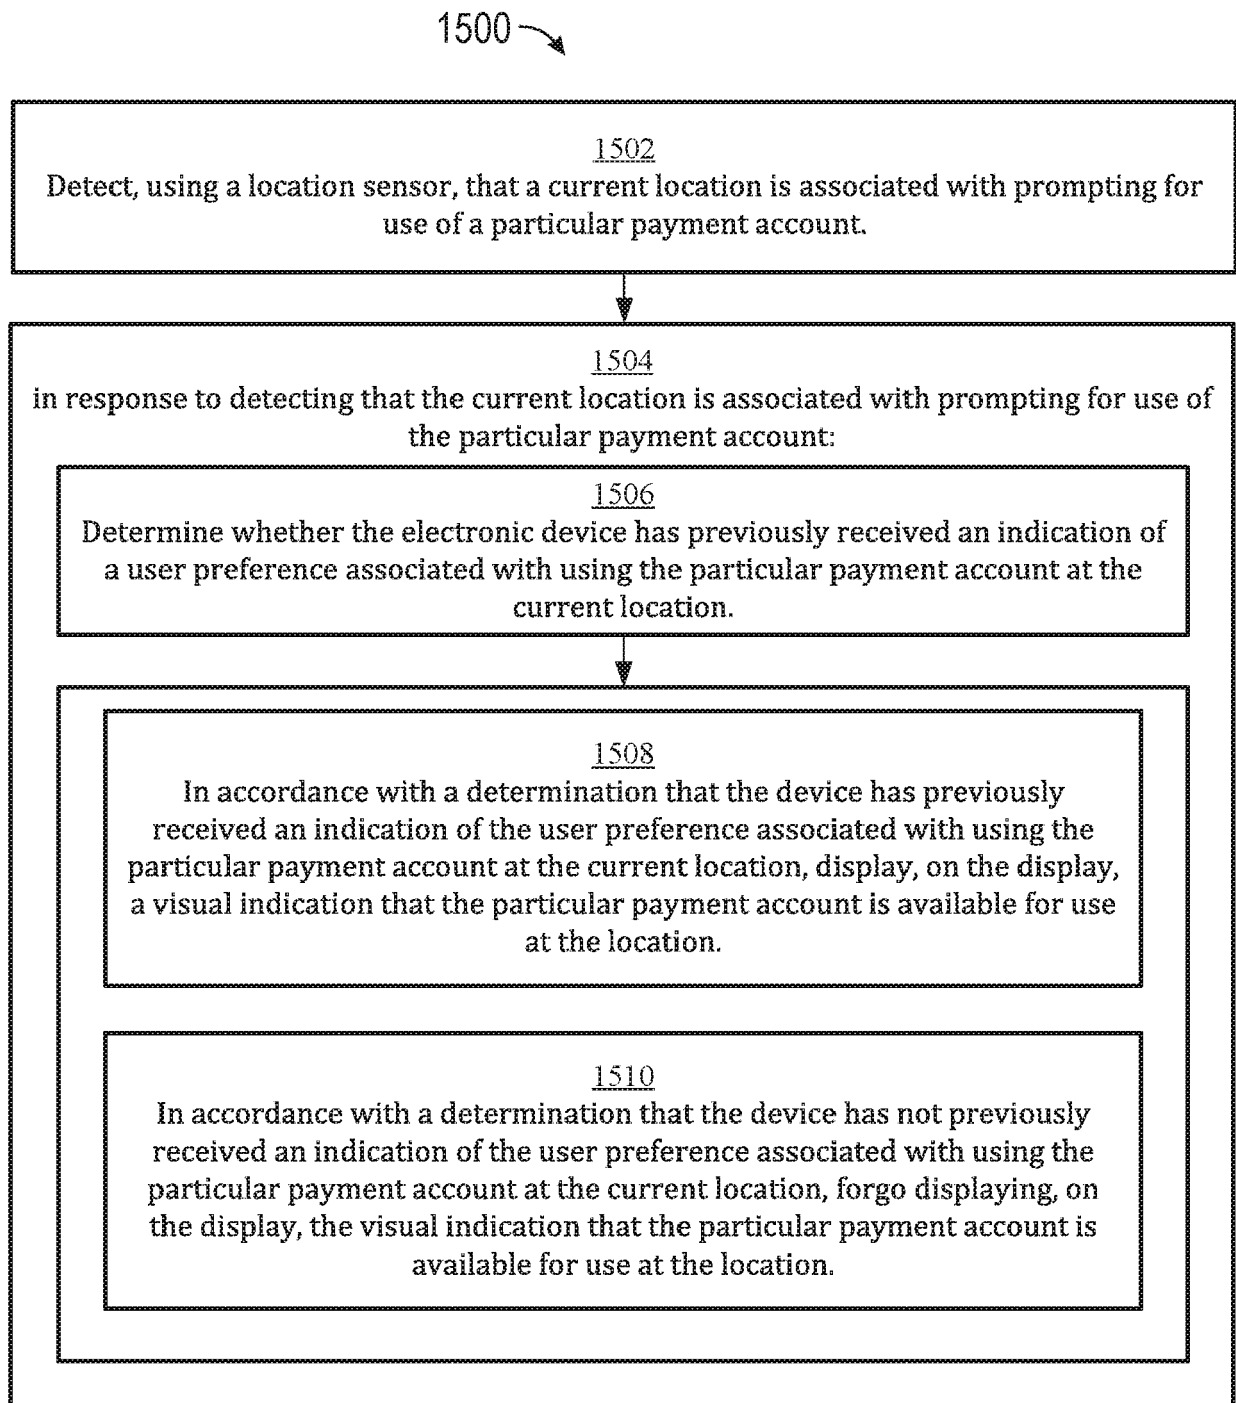 1500
1502
Detect, using a location sensor, that a current location is associated with prompting for
use of a particular payment account.
1504
in response to detecting that the current location is associated with prompting for use of
the particular payment account:
1506
Determine whether the electronic device has previously received an indication of
a user preference associated with using the particular payment account at the
current location.
1508
In accordance with a determination that the device has previously
received an indication of the user preference associated with using the
particular payment account at the current location, display, on the display,
a visual indication that the particular payment account is available for use
at the location.
1510
In accordance with a determination that the device has not previously
received an indication of the user preference associated with using the
particular payment account at the current location, forgo displaying, on
the display, the visual indication that the particular payment account is
available for use at the location.